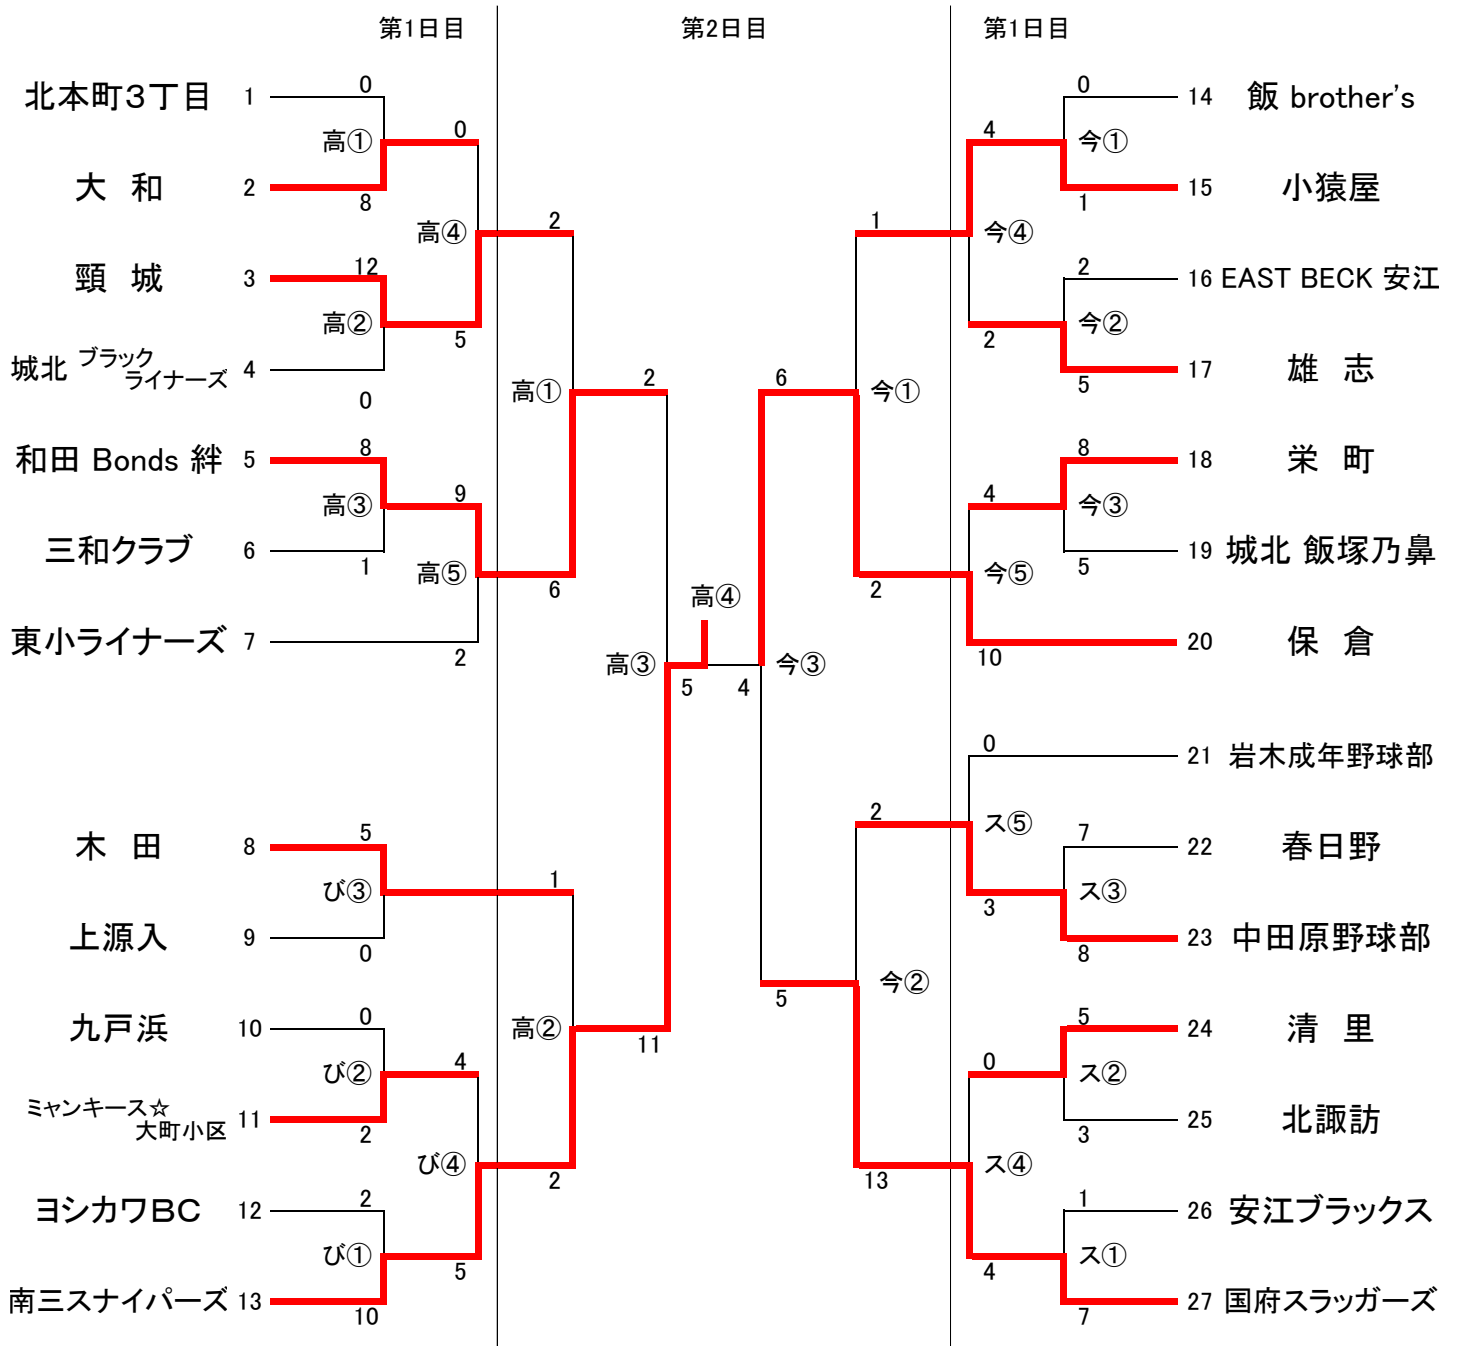 第1日目 第2日目 第1日目
北本町3丁目 1 0
高①
0
大 和 2 8
高④
2
頸 城 3 12
高②
5
城北 ブラックライナーズ 4 0
高①
2
和田 Bonds 絆 5 8
高③
9
三和クラブ 6 1
高⑤
6
東小ライナーズ 7 2
高③
高④
5 4
木 田 8 5
び③
1
上源入 9 0
高②
11
九戸浜 10 0
び②
4
ミャンキース☆大町小区 11 2
び④
2
ヨシカワBC 12 2
び①
5
南三スナイパーズ 13 10
0 14 飯 brother's
4
今①
1 15 小猿屋
1
今④
2 16 EAST BECK 安江
2
今②
5 17 雄 志
6
今①
8 18 栄 町
4
今③
5 19 城北 飯塚乃鼻
2
今⑤
10 20 保 倉
今③
0 21 岩木成年野球部
2
ス⑤
7 22 春日野
3
ス③
8 23 中田原野球部
5
今②
5 24 清 里
0
ス②
3 25 北諏訪
13
ス④
1 26 安江ブラックス
4
ス①
7 27 国府スラッガーズ